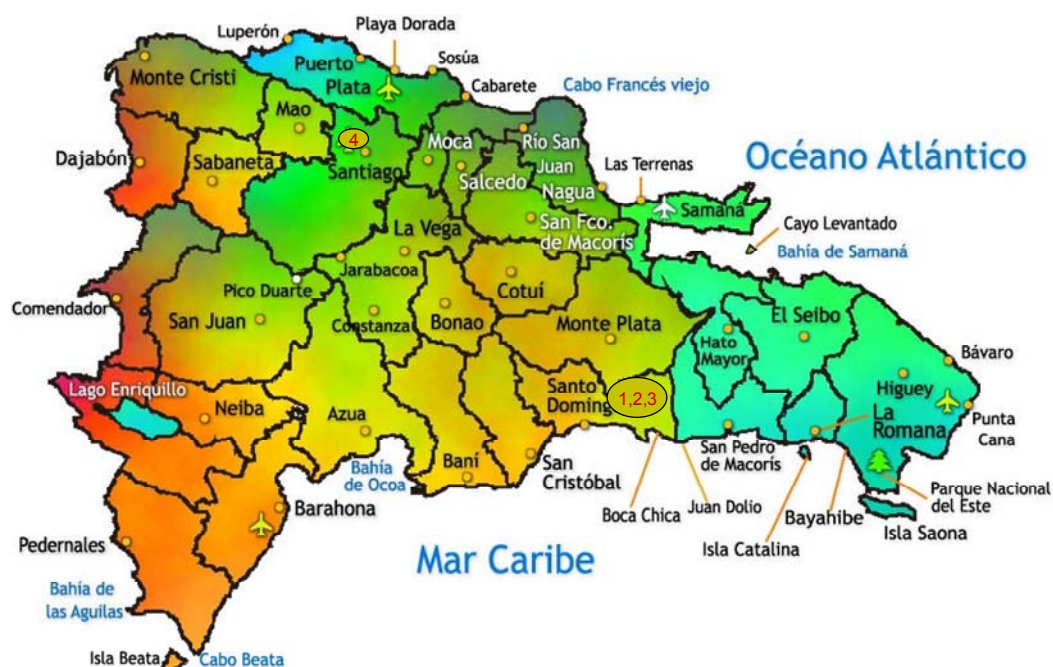 Luperón
Playa Dorada
Sosúa
Puerto
Plata
Monte Cristi
Cabarete
Cabo Francés viejo
Mao
4
Santiago
Moca
Río San
Juan
Dajabón
Sabaneta
Salcedo
Nagua
Las Terrenas
Océano Atlántico
Samaná
Cayo Levantado
Bahía de Samaná
La Vega
San Fco.
de Macorís
Jarabacoa
Pico Duarte
Cotuí
Comendador
San Juan
Constanza
Bonao
Monte Plata
El Seibo
Hato
Mayor
Bávaro
Lago Enriquillo
Neiba
Azua
Santo
Doming
1,2,3
Higuey
La
Romana
Punta
Cana
Bahía
de Ocoa
Baní
San
Cristóbal
San Pedro
de Macorís
Barahona
Boca Chica
Juan Dolio
Bayahibe
Parque Nacional
del Este
Isla Catalina
Isla Saona
Pedernales
Mar Caribe
Bahía de
las Aguilas
Isla Beata
Cabo Beata